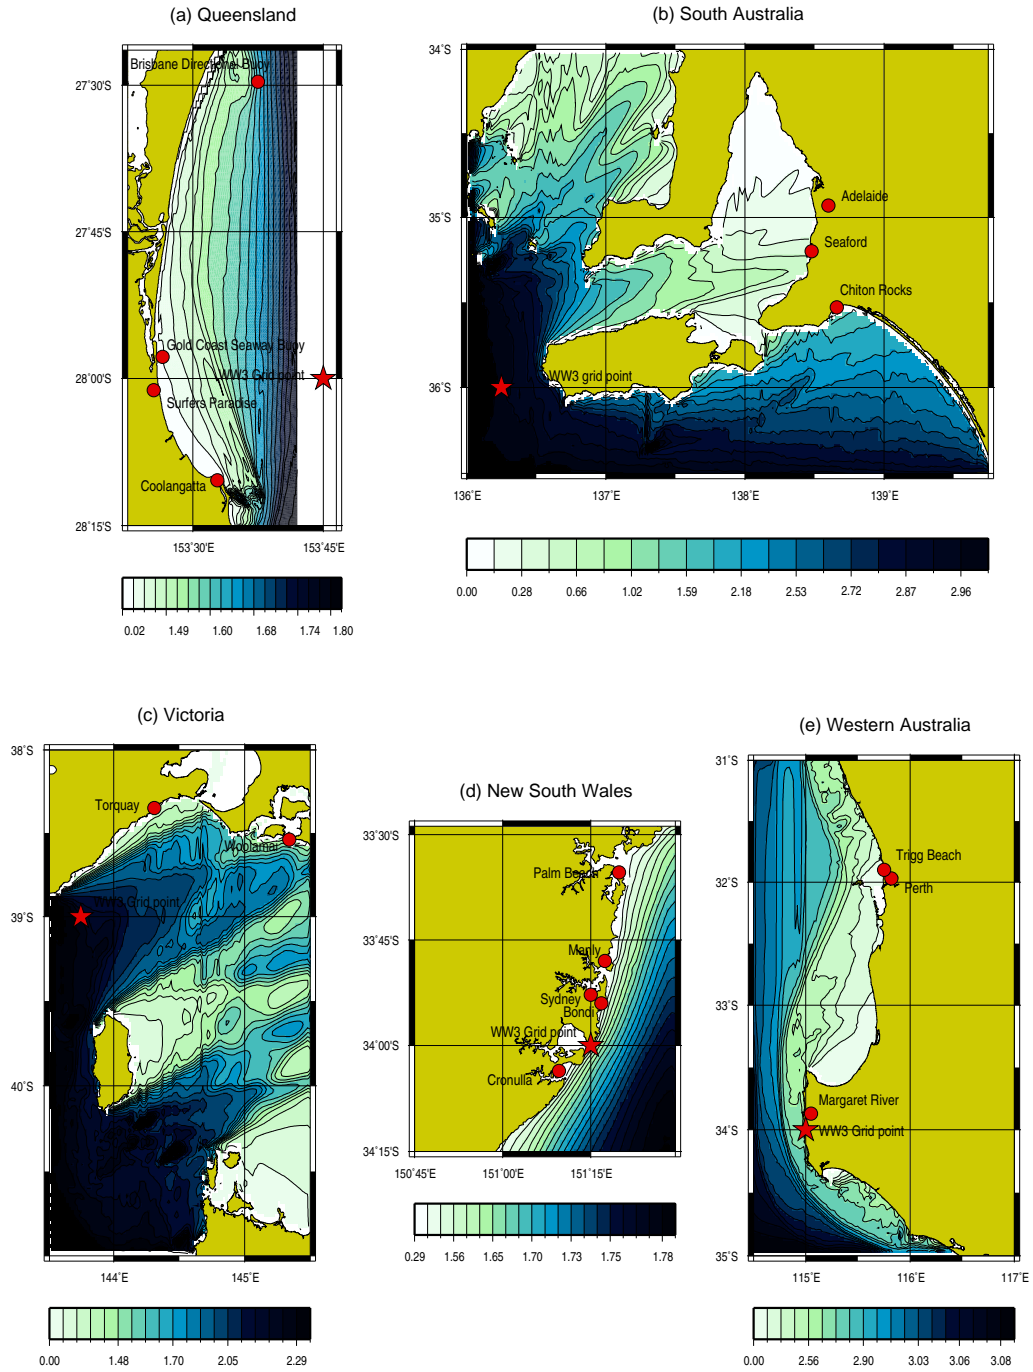 (a) Queensland
Brisbane Directional Buoy
27°30'S
27°45'S
Gold Coast Seaway Buoy
WW3 Grid point
28°00'S
Surfers Paradise
Coolangatta
28°15'S
153°30'E 153°45'E
0.02 1.49 1.60 1.68 1.74 1.80
(b) South Australia
34°S
Adelaide
35°S
Seaford
Chiton Rocks
WW3 grid point
36°S
136°E 137°E 138°E 139°E
0.00 0.28 0.66 1.02 1.59 2.18 2.53 2.72 2.87 2.96
(c) Victoria
38°S
Torquay
Woolamai
WW3 Grid point
39°S
40°S
144°E 145°E
0.00 1.48 1.70 2.05 2.29
(d) New South Wales
33°30'S
Palm Beach
33°45'S
Manly
Sydney
Bondi
WW3 Grid point
34°00'S
Cronulla
34°15'S
150°45'E 151°00'E 151°15'E
0.29 1.56 1.65 1.70 1.73 1.75 1.78
(e) Western Australia
31°S
Trigg Beach
32°S
Perth
33°S
Margaret River
34°S
WW3 Grid point
35°S
115°E 116°E 117°E
0.00 2.56 2.90 3.03 3.06 3.08